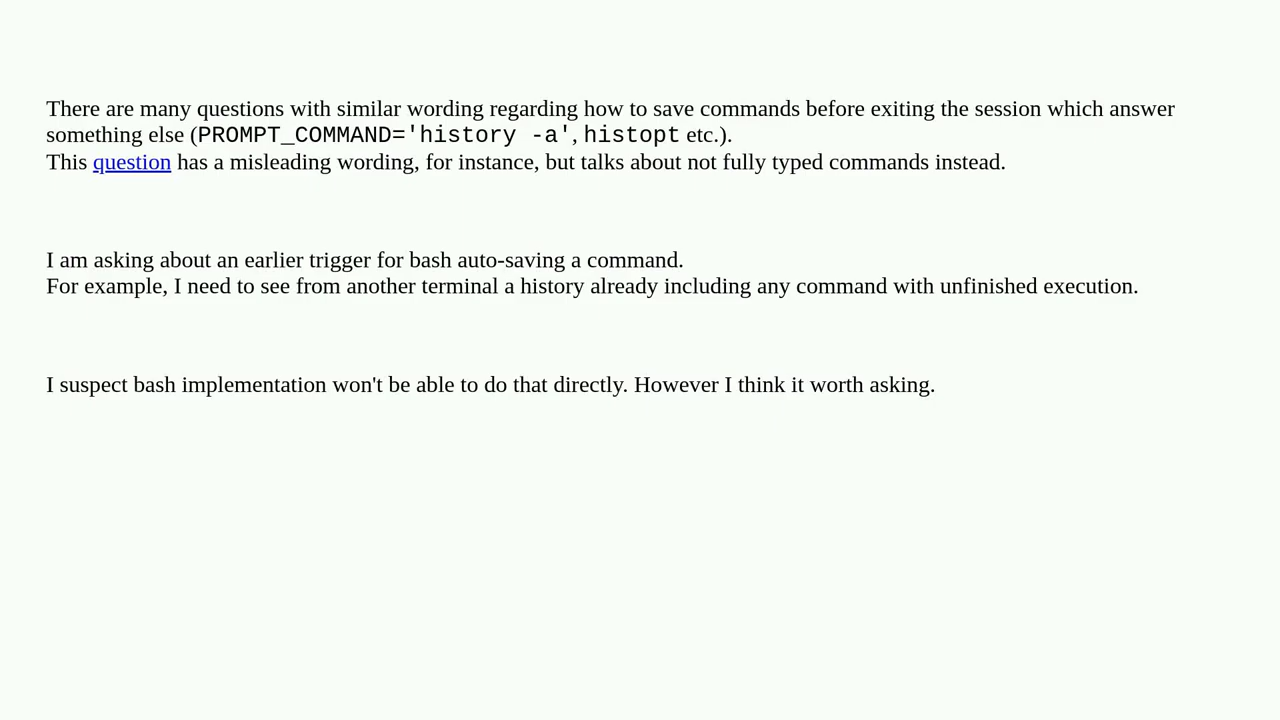 There are many questions with similar wording regarding how to save commands before exiting the session which answer
something else (PROMPT_COMMAND='history -a', histopt etc.).
This question has a misleading wording, for instance, but talks about not fully typed commands instead.
I am asking about an earlier trigger for bash auto-saving a command.
For example, I need to see from another terminal a history already including any command with unfinished execution.
I suspect bash implementation won't be able to do that directly. However I think it worth asking.